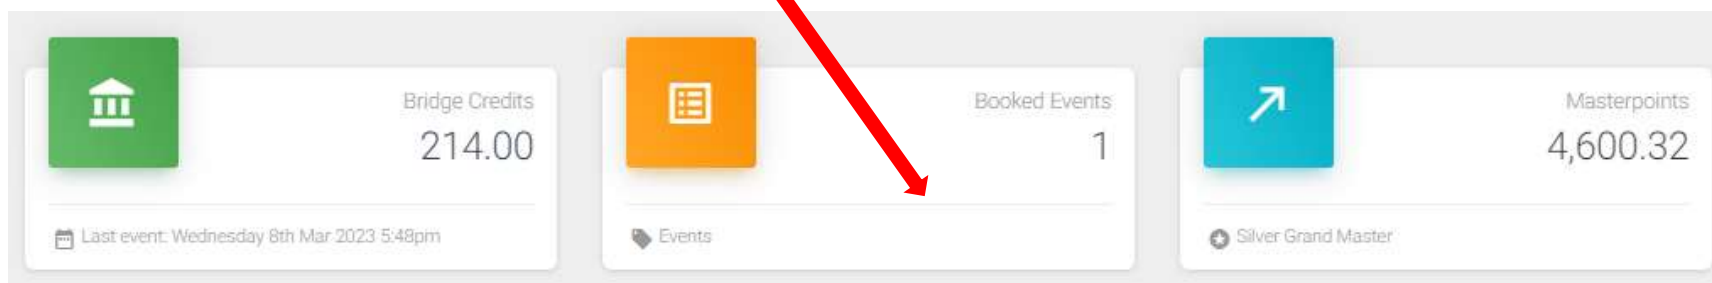 Bridge Credits
214.00
Last event: Wednesday 8th Mar 2023 5:48pm
Booked Events
1
Events
Masterpoints
4,600.32
Silver Grand Master